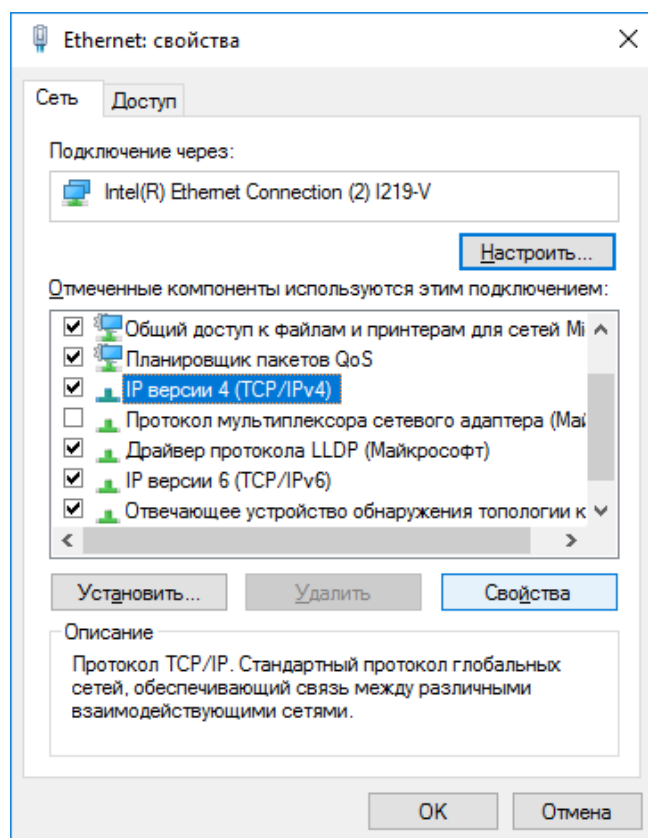 Ethernet: свойства
Сеть
Доступ
Подключение через:
Intel(R) Ethernet Connection (2) I219-V
Настроить...
Отмеченные компоненты используются этим подключением:
Общий доступ к файлам и принтерам для сетей Mi
Планировщик пакетов QoS
IP версии 4 (TCP/IPv4)
Протокол мультиплексора сетевого адаптера (Май
Драйвер протокола LLDP (Майкрософт)
IP версии 6 (TCP/IPv6)
Отвечающее устройство обнаружения топологии к
Установить...
Удалить
Свойства
Описание
Протокол TCP/IP. Стандартный протокол глобальных
сетей, обеспечивающий связь между различными
взаимодействующими сетями.
OK
Отмена